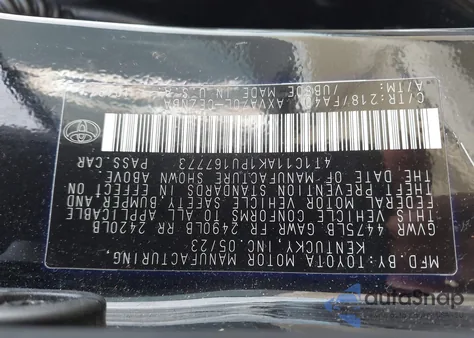 MFD. BY: TOYOTA MOTOR MANUFACTURING,
KENTUCKY, INC. 05/23
GVWR 4475LB GAWR FR 2490LB RR 2420LB
THIS VEHICLE CONFORMS TO ALL APPLICABLE
FEDERAL MOTOR VEHICLE SAFETY, BUMPER, AND
THEFT PREVENTION STANDARDS IN EFFECT ON
THE DATE OF MANUFACTURE SHOWN ABOVE.
4T1C11AK1PU167773 PASS.CAR
C/TR: 218/FA4
A/TM:
MADE IN U.S.A.
autoSnap